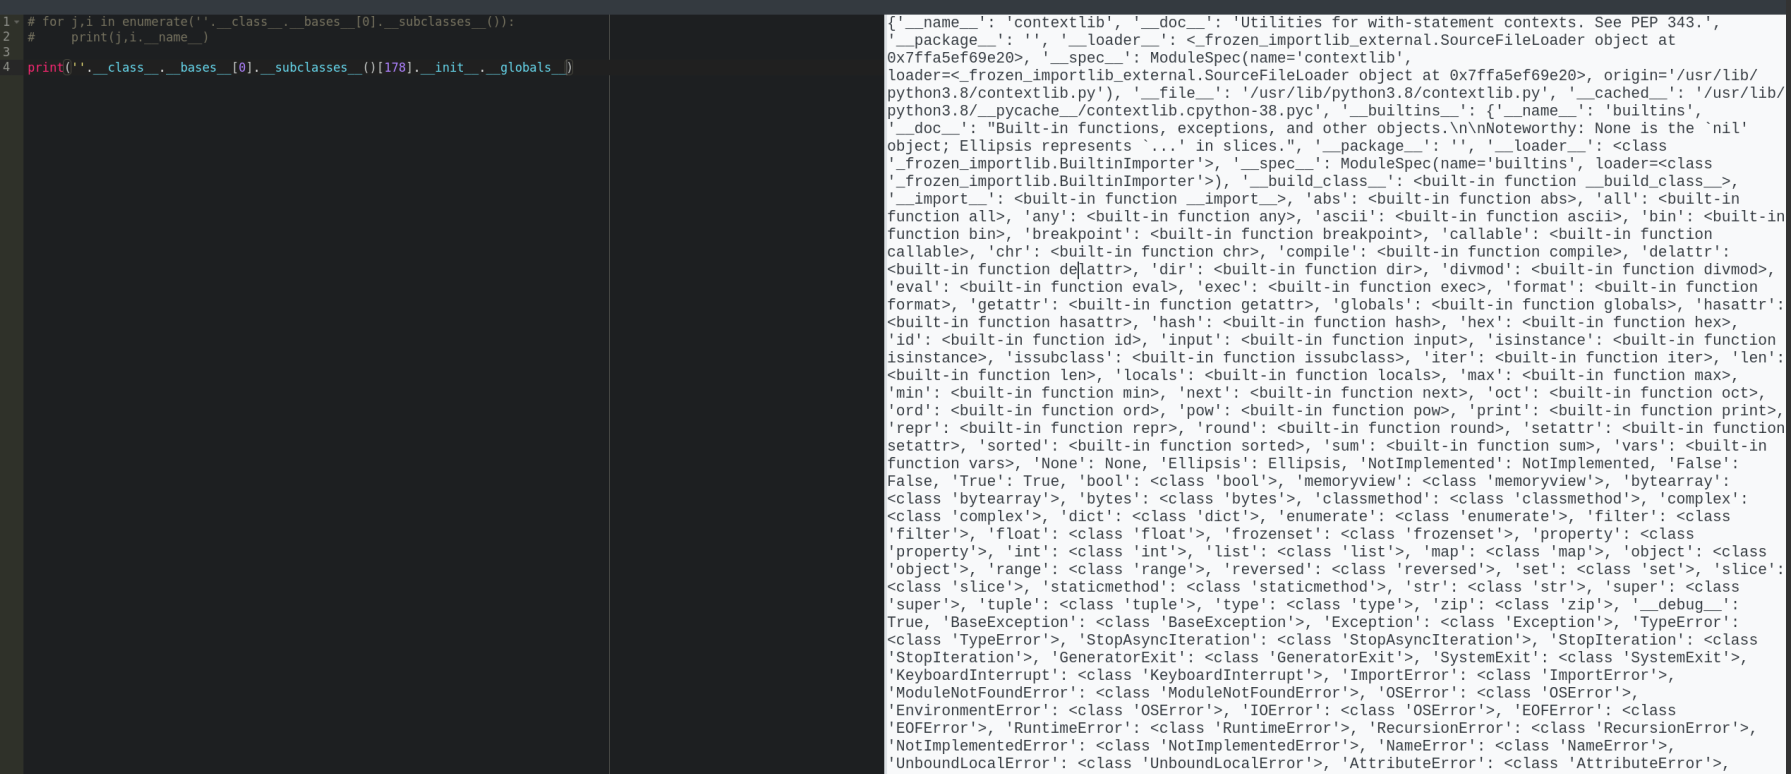 1 # for j,i in enumerate(''.__class__.__bases__[0].__subclasses__()):
2 #     print(j,i.__name__)
3
4 print(''.__class__.__bases__[0].__subclasses__()[178].__init__.__globals__)
{'__name__': 'contextlib', '__doc__': 'Utilities for with-statement contexts. See PEP 343.',
'__package__': '', '__loader__': <_frozen_importlib_external.SourceFileLoader object at
0x7ffa5ef69e20>, '__spec__': ModuleSpec(name='contextlib',
loader=<_frozen_importlib_external.SourceFileLoader object at 0x7ffa5ef69e20>, origin='/usr/lib/
python3.8/contextlib.py'), '__file__': '/usr/lib/python3.8/contextlib.py', '__cached__': '/usr/lib/
python3.8/__pycache__/contextlib.cpython-38.pyc', '__builtins__': {'__name__': 'builtins',
'__doc__': "Built-in functions, exceptions, and other objects.\n\nNoteworthy: None is the `nil'
object; Ellipsis represents `...' in slices.", '__package__': '', '__loader__': <class
'_frozen_importlib.BuiltinImporter'>, '__spec__': ModuleSpec(name='builtins', loader=<class
'_frozen_importlib.BuiltinImporter'>), '__build_class__': <built-in function __build_class__>,
'__import__': <built-in function __import__>, 'abs': <built-in function abs>, 'all': <built-in
function all>, 'any': <built-in function any>, 'ascii': <built-in function ascii>, 'bin': <built-in
function bin>, 'breakpoint': <built-in function breakpoint>, 'callable': <built-in function
callable>, 'chr': <built-in function chr>, 'compile': <built-in function compile>, 'delattr':
<built-in function delattr>, 'dir': <built-in function dir>, 'divmod': <built-in function divmod>,
'eval': <built-in function eval>, 'exec': <built-in function exec>, 'format': <built-in function
format>, 'getattr': <built-in function getattr>, 'globals': <built-in function globals>, 'hasattr':
<built-in function hasattr>, 'hash': <built-in function hash>, 'hex': <built-in function hex>,
'id': <built-in function id>, 'input': <built-in function input>, 'isinstance': <built-in function
isinstance>, 'issubclass': <built-in function issubclass>, 'iter': <built-in function iter>, 'len':
<built-in function len>, 'locals': <built-in function locals>, 'max': <built-in function max>,
'min': <built-in function min>, 'next': <built-in function next>, 'oct': <built-in function oct>,
'ord': <built-in function ord>, 'pow': <built-in function pow>, 'print': <built-in function print>,
'repr': <built-in function repr>, 'round': <built-in function round>, 'setattr': <built-in function
setattr>, 'sorted': <built-in function sorted>, 'sum': <built-in function sum>, 'vars': <built-in
function vars>, 'None': None, 'Ellipsis': Ellipsis, 'NotImplemented': NotImplemented, 'False':
False, 'True': True, 'bool': <class 'bool'>, 'memoryview': <class 'memoryview'>, 'bytearray':
<class 'bytearray'>, 'bytes': <class 'bytes'>, 'classmethod': <class 'classmethod'>, 'complex':
<class 'complex'>, 'dict': <class 'dict'>, 'enumerate': <class 'enumerate'>, 'filter': <class
'filter'>, 'float': <class 'float'>, 'frozenset': <class 'frozenset'>, 'property': <class
'property'>, 'int': <class 'int'>, 'list': <class 'list'>, 'map': <class 'map'>, 'object': <class
'object'>, 'range': <class 'range'>, 'reversed': <class 'reversed'>, 'set': <class 'set'>, 'slice':
<class 'slice'>, 'staticmethod': <class 'staticmethod'>, 'str': <class 'str'>, 'super': <class
'super'>, 'tuple': <class 'tuple'>, 'type': <class 'type'>, 'zip': <class 'zip'>, '__debug__':
True, 'BaseException': <class 'BaseException'>, 'Exception': <class 'Exception'>, 'TypeError':
<class 'TypeError'>, 'StopAsyncIteration': <class 'StopAsyncIteration'>, 'StopIteration': <class
'StopIteration'>, 'GeneratorExit': <class 'GeneratorExit'>, 'SystemExit': <class 'SystemExit'>,
'KeyboardInterrupt': <class 'KeyboardInterrupt'>, 'ImportError': <class 'ImportError'>,
'ModuleNotFoundError': <class 'ModuleNotFoundError'>, 'OSError': <class 'OSError'>,
'EnvironmentError': <class 'OSError'>, 'IOError': <class 'OSError'>, 'EOFError': <class
'EOFError'>, 'RuntimeError': <class 'RuntimeError'>, 'RecursionError': <class 'RecursionError'>,
'NotImplementedError': <class 'NotImplementedError'>, 'NameError': <class 'NameError'>,
'UnboundLocalError': <class 'UnboundLocalError'>, 'AttributeError': <class 'AttributeError'>,